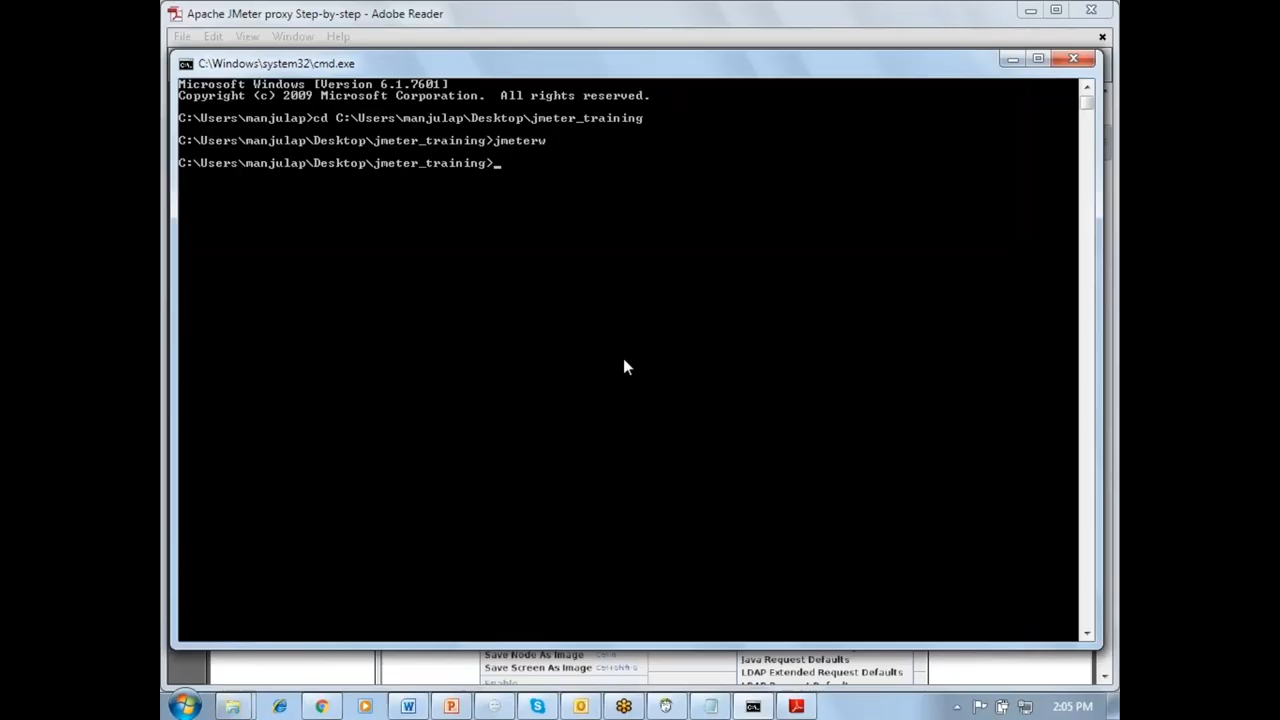 Apache JMeter proxy Step-by-step - Adobe Reader
File Edit View Window Help
C:\Windows\system32\cmd.exe
Microsoft Windows [Version 6.1.7601]
Copyright (c) 2009 Microsoft Corporation.  All rights reserved.
C:\Users\manjulap>cd C:\Users\manjulap\Desktop\jmeter_training
C:\Users\manjulap\Desktop\jmeter_training>jmeterw
C:\Users\manjulap\Desktop\jmeter_training>_
Save Node As Image
Java Request Defaults
Save Screen As Image
LDAP Extended Request Defaults
Enable
2:05 PM